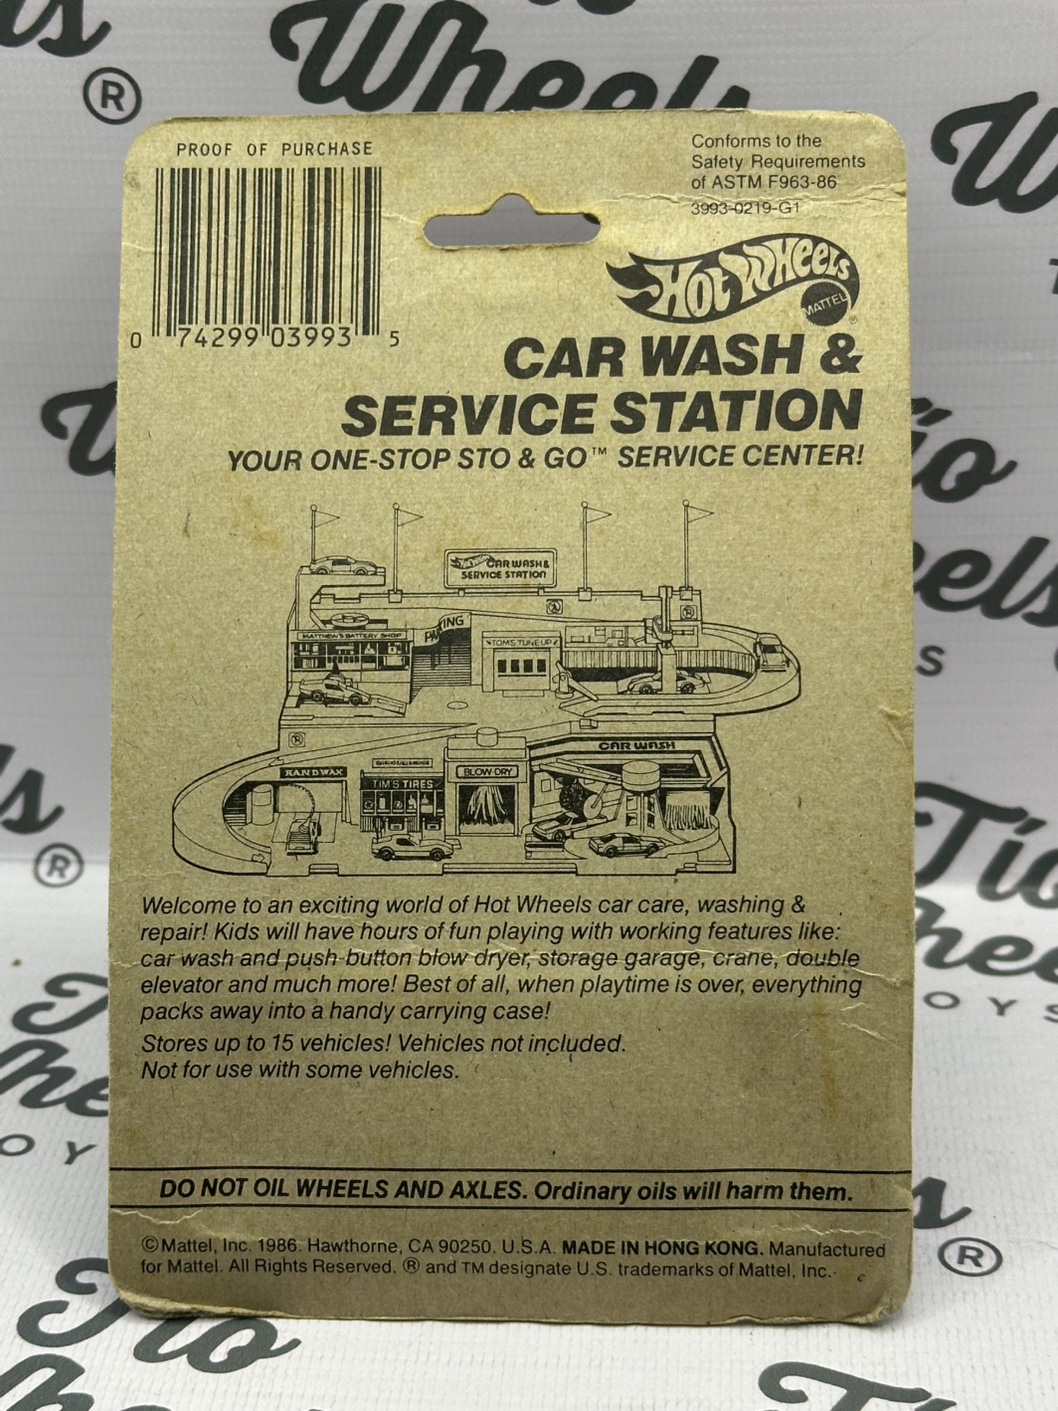 PROOF OF PURCHASE
0 74299 03993 5
Conforms to the
Safety Requirements
of ASTM F963-86
3993-0219-G1
HOT WHEELS
MATTEL
®
CAR WASH &
SERVICE STATION
YOUR ONE-STOP STO & GO™ SERVICE CENTER!
CAR WASH &
SERVICE STATION
MATTHEW'S BATTERY SHOP
PARKING
TOM'S TUNE UP
CAR WASH
HAND WAX
TIM'S TIRES
BLOW-DRY
Welcome to an exciting world of Hot Wheels car care, washing &
repair! Kids will have hours of fun playing with working features like:
car wash and push-button blow dryer, storage garage, crane, double
elevator and much more! Best of all, when playtime is over, everything
packs away into a handy carrying case!
Stores up to 15 vehicles! Vehicles not included.
Not for use with some vehicles.
DO NOT OIL WHEELS AND AXLES. Ordinary oils will harm them.
©Mattel, Inc. 1986. Hawthorne, CA 90250. U.S.A. MADE IN HONG KONG. Manufactured
for Mattel. All Rights Reserved. ® and TM designate U.S. trademarks of Mattel, Inc.
Wheels
®
Tio
Wheels
®
Tio